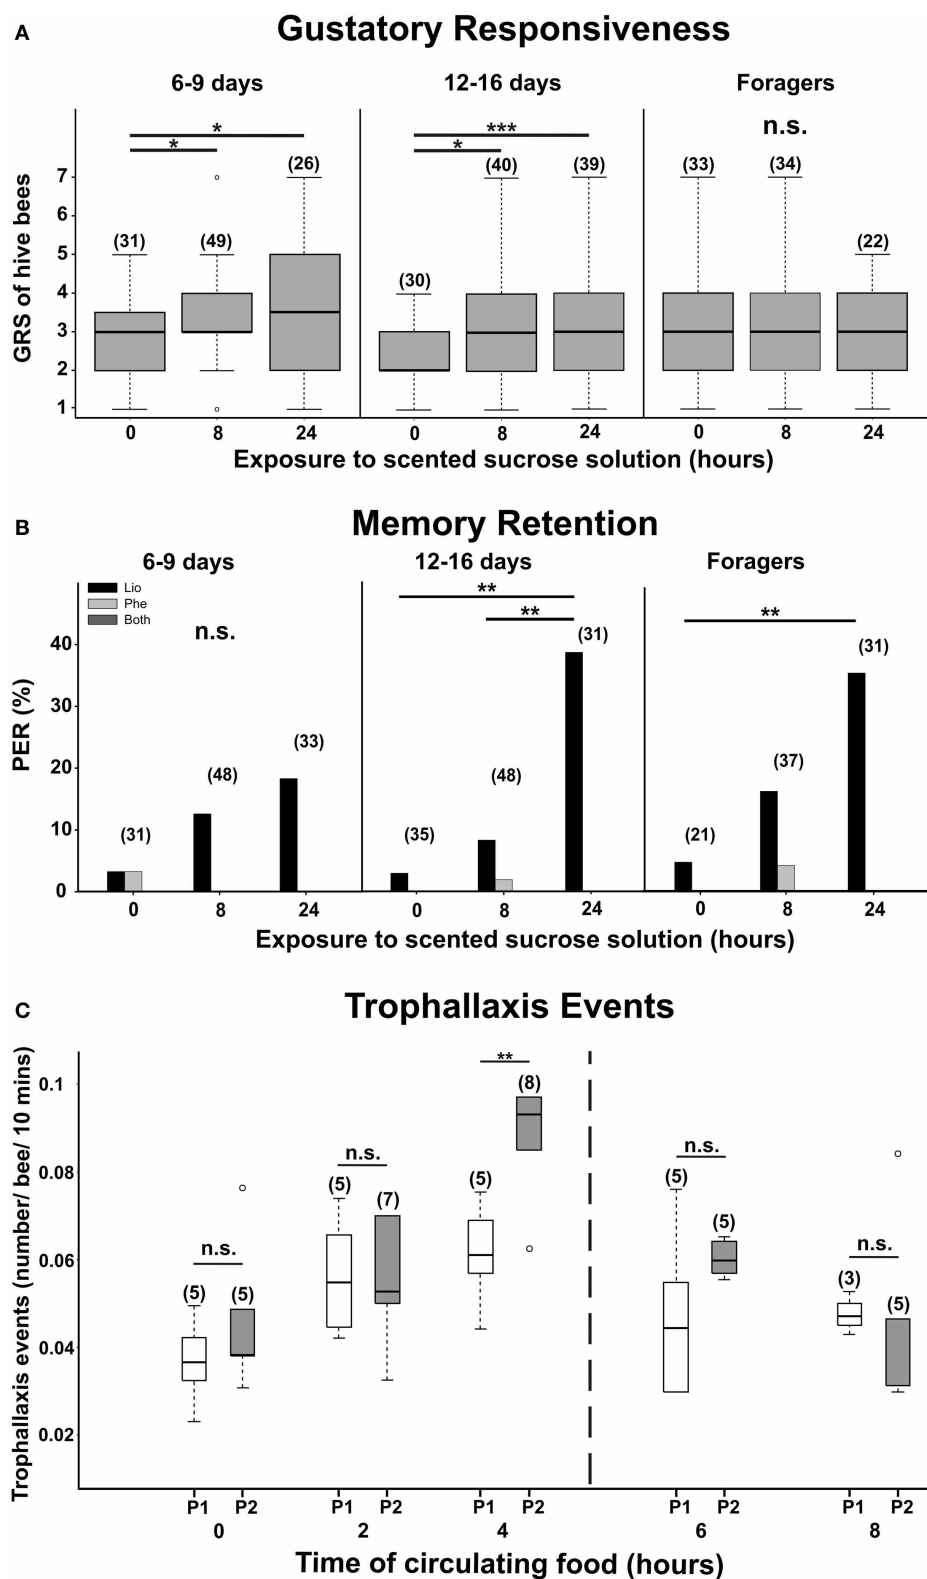 A
Gustatory Responsiveness
6-9 days
12-16 days
Foragers
GRS of hive bees
7
6
5
4
3
2
1
*
*
(31)
(49)
(26)
*
***
(30)
(40)
(39)
n.s.
(33)
(34)
(22)
0 8 24
0 8 24
0 8 24
Exposure to scented sucrose solution (hours)
B
Memory Retention
6-9 days
12-16 days
Foragers
PER (%)
40
30
20
10
0
Lio
Phe
Both
n.s.
(31)
(48)
(33)
**
**
(35)
(48)
(31)
**
(21)
(37)
(31)
0 8 24
0 8 24
0 8 24
Exposure to scented sucrose solution (hours)
C
Trophallaxis Events
Trophallaxis events (number/ bee/ 10 mins)
0.1
0.08
0.06
0.04
0.02
n.s.
(5) (5)
n.s.
(5) (7)
**
(5) (8)
n.s.
(5) (5)
n.s.
(3) (5)
P1 P2 P1 P2 P1 P2 P1 P2 P1 P2
0 2 4 6 8
Time of circulating food (hours)